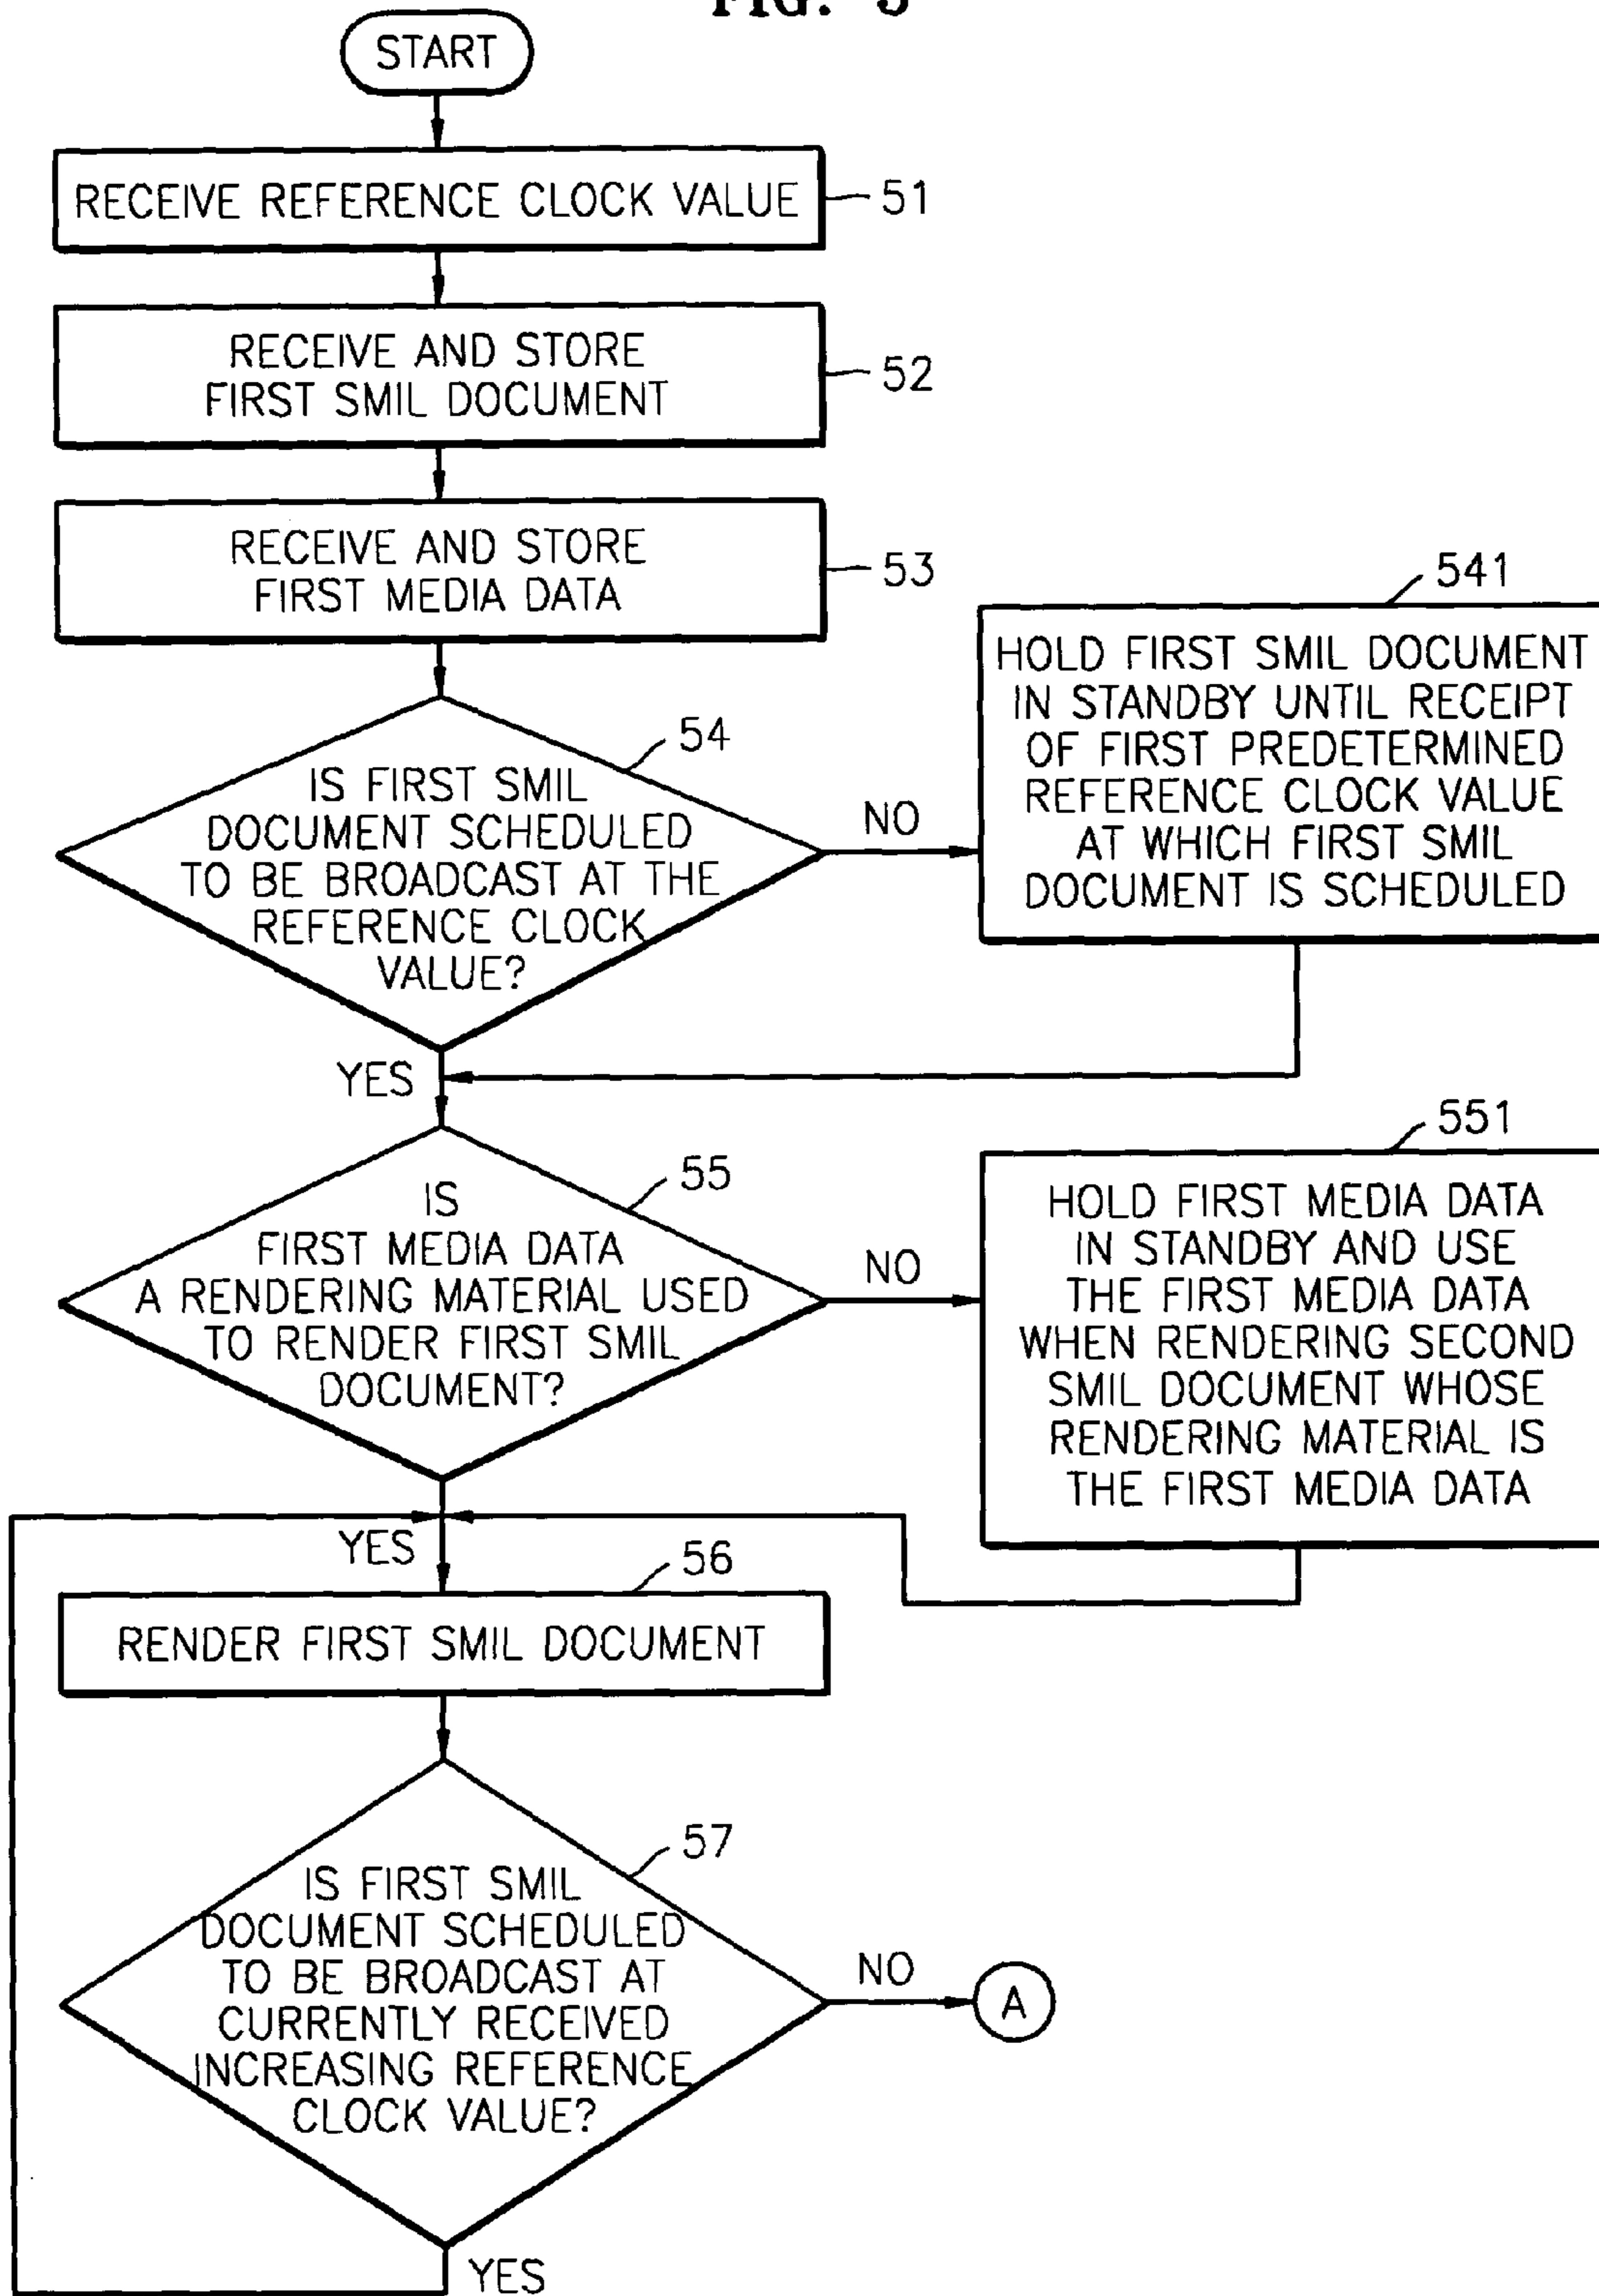 START
RECEIVE REFERENCE CLOCK VALUE
51
RECEIVE AND STORE
FIRST SMIL DOCUMENT
52
RECEIVE AND STORE
FIRST MEDIA DATA
53
54
IS FIRST SMIL
DOCUMENT SCHEDULED
TO BE BROADCAST AT THE
REFERENCE CLOCK
VALUE?
NO
541
HOLD FIRST SMIL DOCUMENT
IN STANDBY UNTIL RECEIPT
OF FIRST PREDETERMINED
REFERENCE CLOCK VALUE
AT WHICH FIRST SMIL
DOCUMENT IS SCHEDULED
YES
55
IS
FIRST MEDIA DATA
A RENDERING MATERIAL USED
TO RENDER FIRST SMIL
DOCUMENT?
NO
551
HOLD FIRST MEDIA DATA
IN STANDBY AND USE
THE FIRST MEDIA DATA
WHEN RENDERING SECOND
SMIL DOCUMENT WHOSE
RENDERING MATERIAL IS
THE FIRST MEDIA DATA
YES
56
RENDER FIRST SMIL DOCUMENT
57
IS FIRST SMIL
DOCUMENT SCHEDULED
TO BE BROADCAST AT
CURRENTLY RECEIVED
INCREASING REFERENCE
CLOCK VALUE?
NO
A
YES